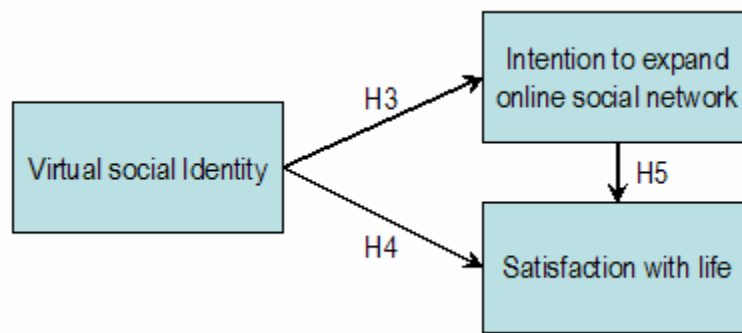 Intention to expand
online social network
H3
Virtual social Identity
H5
H4
Satisfaction with life